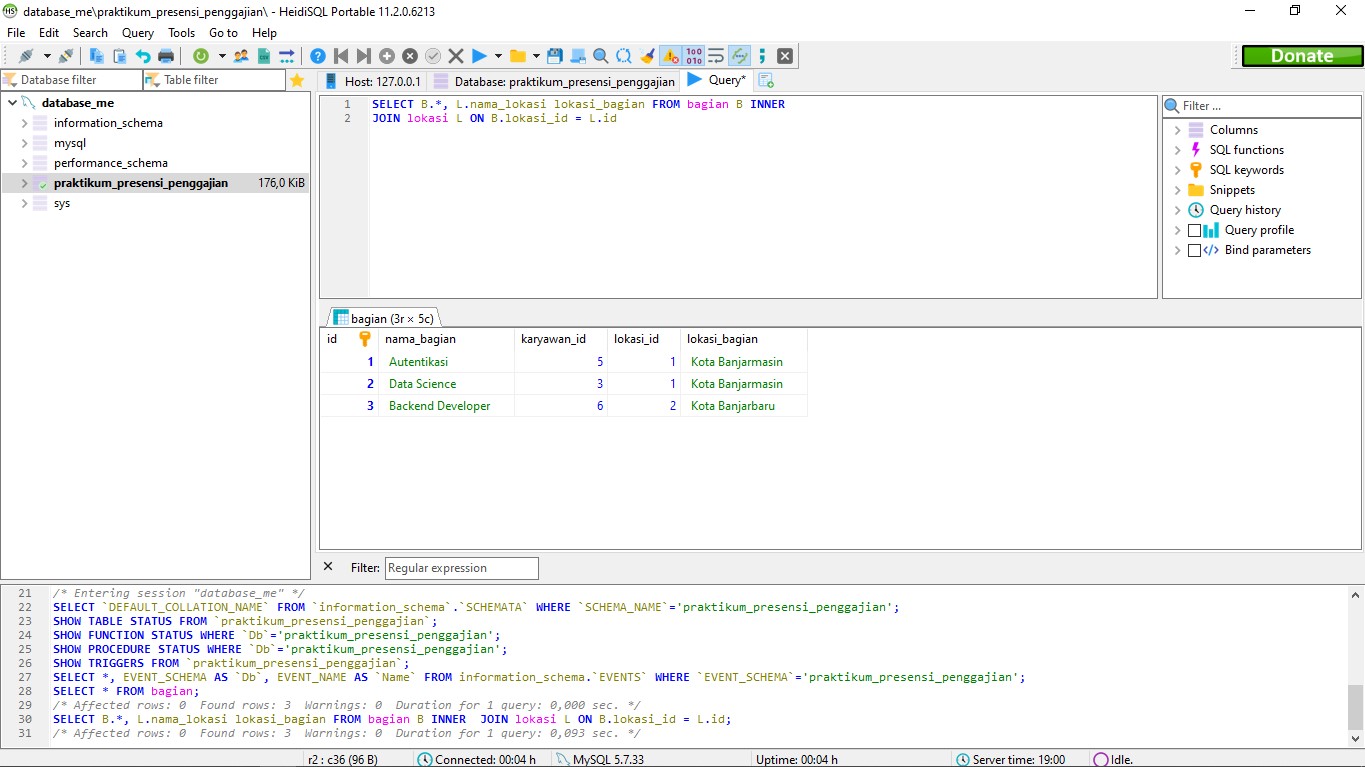 HS database_me\praktikum_presensi_penggajian\ - HeidiSQL Portable 11.2.0.6213
File Edit Search Query Tools Go to Help
Donate
Database filter Table filter Host: 127.0.0.1 Database: praktikum_presensi_penggajian Query*
database_me
information_schema
mysql
performance_schema
praktikum_presensi_penggajian 176,0 KiB
sys
1 SELECT B.*, L.nama_lokasi lokasi_bagian FROM bagian B INNER
2 JOIN lokasi L ON B.lokasi_id = L.id
Filter ...
Columns
SQL functions
SQL keywords
Snippets
Query history
Query profile
Bind parameters
bagian (3r × 5c)
id nama_bagian karyawan_id lokasi_id lokasi_bagian
1 Autentikasi 5 1 Kota Banjarmasin
2 Data Science 3 1 Kota Banjarmasin
3 Backend Developer 6 2 Kota Banjarbaru
Filter: Regular expression
21 /* Entering session "database_me" */
22 SELECT `DEFAULT_COLLATION_NAME` FROM `information_schema`.`SCHEMATA` WHERE `SCHEMA_NAME`='praktikum_presensi_penggajian';
23 SHOW TABLE STATUS FROM `praktikum_presensi_penggajian`;
24 SHOW FUNCTION STATUS WHERE `Db`='praktikum_presensi_penggajian';
25 SHOW PROCEDURE STATUS WHERE `Db`='praktikum_presensi_penggajian';
26 SHOW TRIGGERS FROM `praktikum_presensi_penggajian`;
27 SELECT *, EVENT_SCHEMA AS `Db`, EVENT_NAME AS `Name` FROM information_schema.`EVENTS` WHERE `EVENT_SCHEMA`='praktikum_presensi_penggajian';
28 SELECT * FROM bagian;
29 /* Affected rows: 0  Found rows: 3  Warnings: 0  Duration for 1 query: 0,000 sec. */
30 SELECT B.*, L.nama_lokasi lokasi_bagian FROM bagian B INNER  JOIN lokasi L ON B.lokasi_id = L.id;
31 /* Affected rows: 0  Found rows: 3  Warnings: 0  Duration for 1 query: 0,093 sec. */
r2 : c36 (96 B) Connected: 00:04 h MySQL 5.7.33 Uptime: 00:04 h Server time: 19:00 Idle.